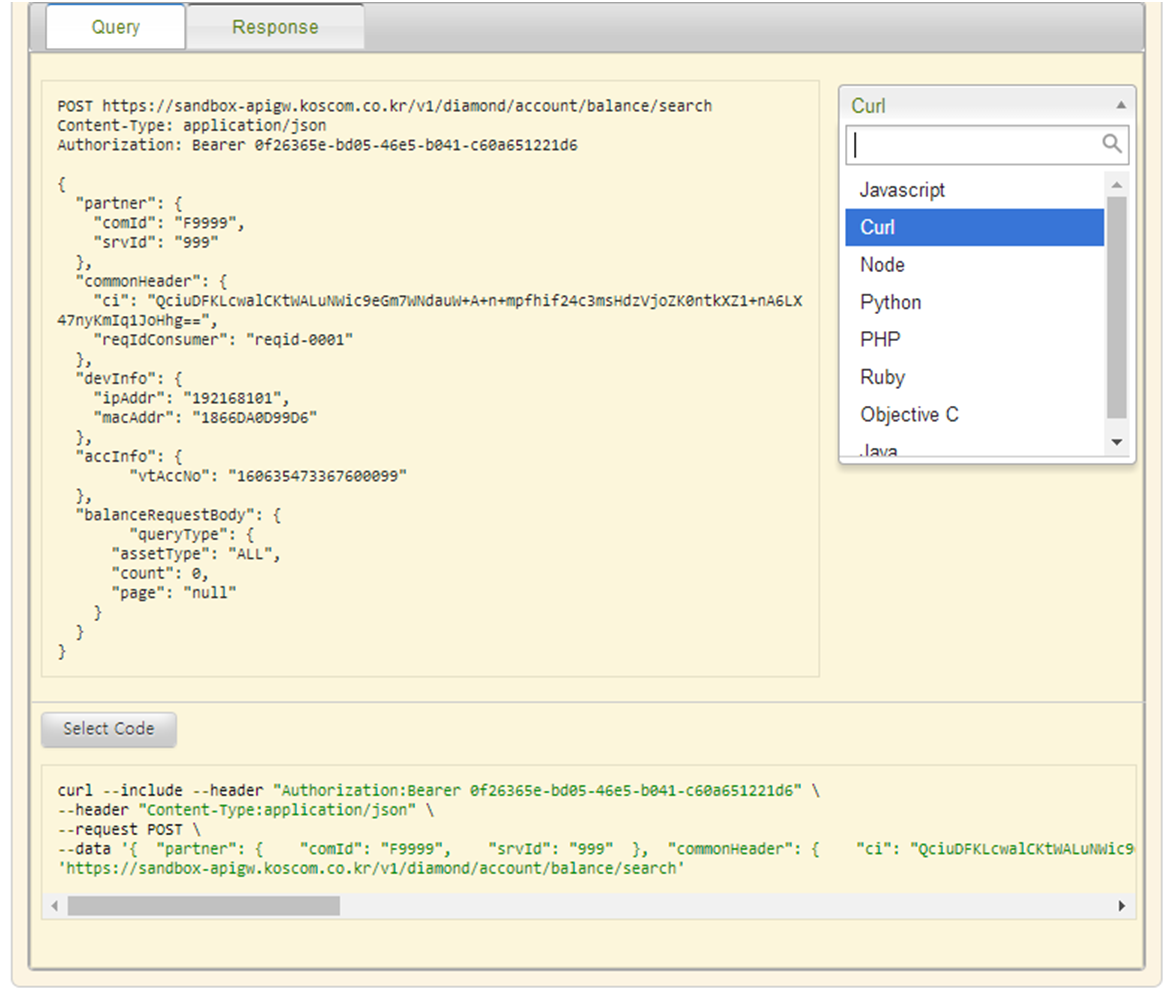 Query
Response
POST https://sandbox-apigw.koscom.co.kr/v1/diamond/account/balance/search
Content-Type: application/json
Authorization: Bearer 0f26365e-bd05-46e5-b041-c60a651221d6
{
  "partner": {
    "comId": "F9999",
    "srvId": "999"
  },
  "commonHeader": {
    "ci": "QciuDFKLcwalCKtWALuNWic9eGm7WNdauW+A+n+mpfhif24c3msHdzVjoZK0ntkXZ1+nA6LX
47nyKmIq1JoHhg==",
    "reqIdConsumer": "reqid-0001"
  },
  "devInfo": {
    "ipAddr": "192168101",
    "macAddr": "1866DA0D99D6"
  },
  "accInfo": {
        "vtAccNo": "160635473367600099"
  },
  "balanceRequestBody": {
        "queryType": {
      "assetType": "ALL",
      "count": 0,
      "page": "null"
    }
  }
}
Curl
Javascript
Curl
Node
Python
PHP
Ruby
Objective C
Java
Select Code
curl --include --header "Authorization:Bearer 0f26365e-bd05-46e5-b041-c60a651221d6" \
--header "Content-Type:application/json" \
--request POST \
--data '{  "partner": {    "comId": "F9999",    "srvId": "999"  },  "commonHeader": {    "ci": "QciuDFKLcwalCKtWALuNWic9
'https://sandbox-apigw.koscom.co.kr/v1/diamond/account/balance/search'